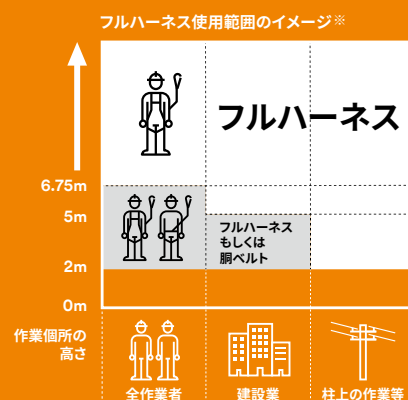 フルハーネス使用範囲のイメージ※
フルハーネス
6.75m
5m
フルハーネス
もしくは
胴ベルト
2m
0m
作業個所の
高さ
全作業者
建設業
柱上の作業等